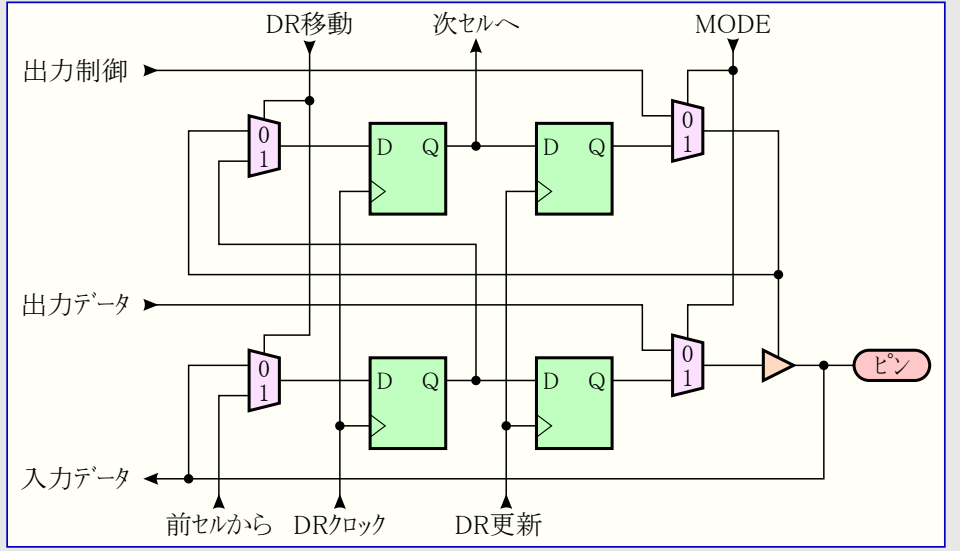 DR移動
次セルへ
MODE
出力制御
0
1
D Q
D Q
0
1
出力データ
0
1
D Q
D Q
0
1
ピン
入力データ
前セルから
DRクロック
DR更新